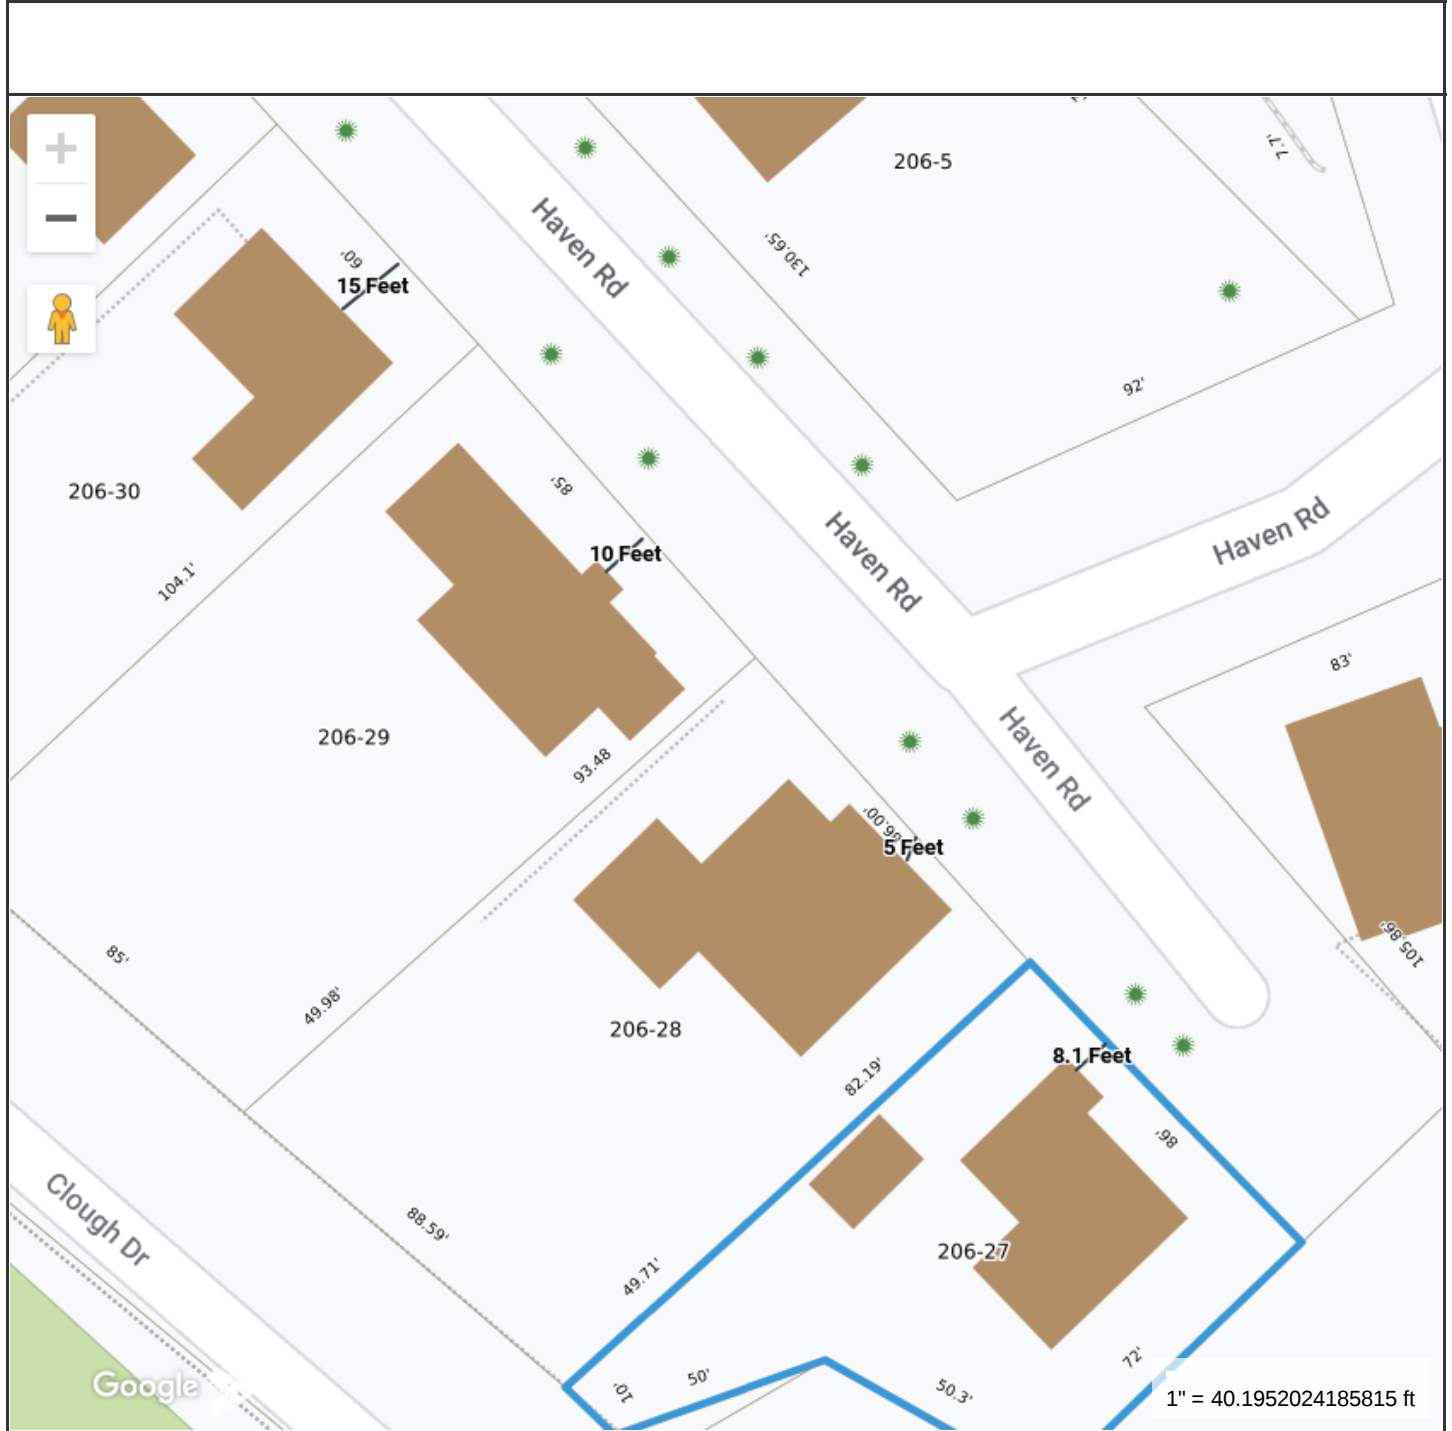 206-5
7.7'
Haven Rd
60'
130.65'
15 Feet
92'
85'
206-30
Haven Rd
Haven Rd
10 Feet
104.1'
83'
206-29
93.48
Haven Rd
96.00'
5 Feet
105.86'
85'
49.98'
206-28
8.1 Feet
82.19'
86'
Clough Dr
88.59'
206-27
49.71'
72'
50'
10'
50.3'
Google
1" = 40.1952024185815 ft